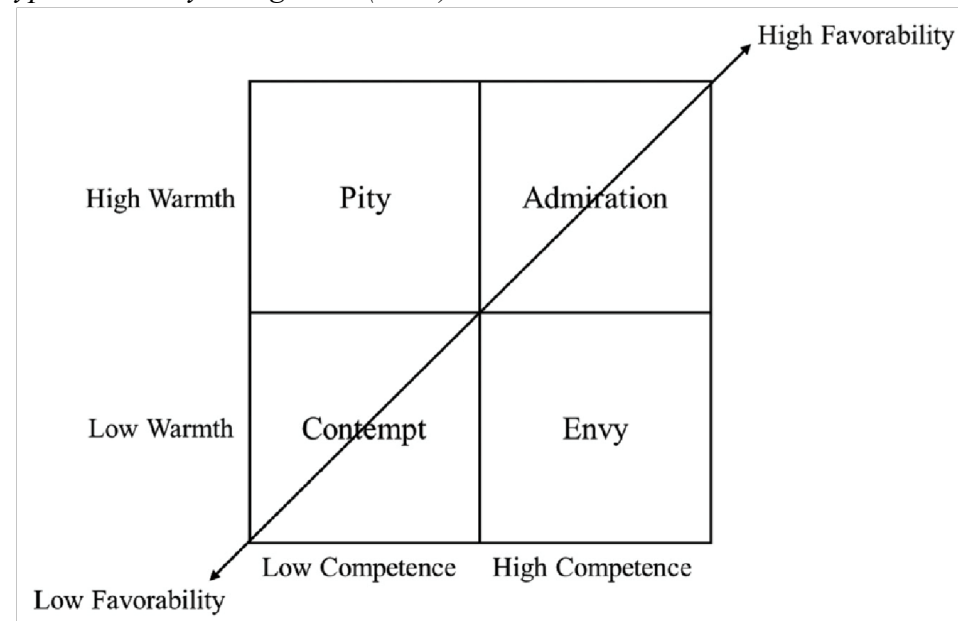 High Favorability
High Warmth
Pity
Admiration
Low Warmth
Contempt
Envy
Low Competence
High Competence
Low Favorability